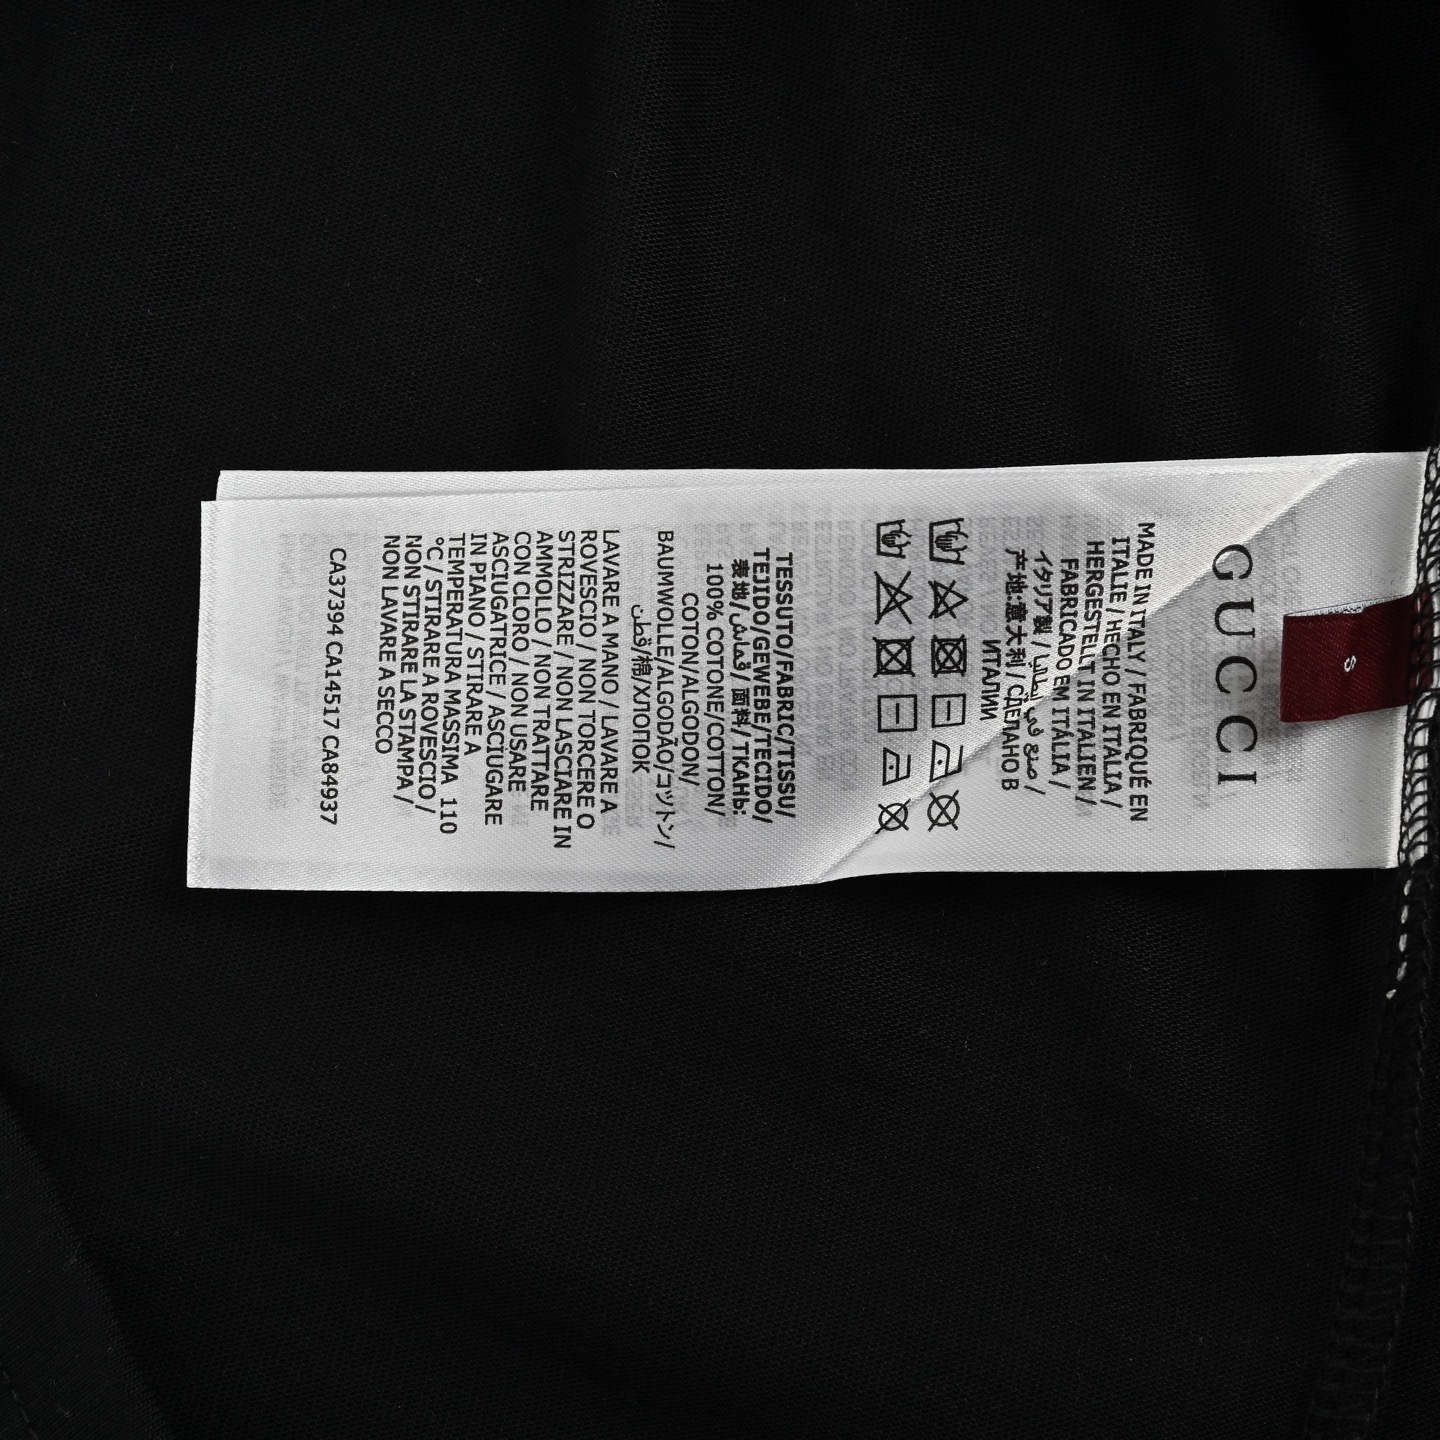 GUCCI
S
MADE IN ITALY / FABRIQUÉ EN
ITALIE / HECHO EN ITALIA /
HERGESTELLT IN ITALIEN /
FABRICADO EM ITÁLIA /
イタリア製 / صنع في إيطاليا /
产地:意大利 / СДЕЛАНО В
ИТАЛИИ
TESSUTO/FABRIC/TISSU/
TEJIDO/GEWEBE/TECIDO/
表地/قماش/面料/ТКАНЬ:
100% COTONE/COTTON/
COTON/ALGODON/
BAUMWOLLE/ALGODÃO/コットン/
قطن/棉/ХЛОПОК
LAVARE A MANO / LAVARE A
ROVESCIO / NON TORCERE O
STRIZZARE / NON LASCIARE IN
AMMOLLO / NON TRATTARE
CON CLORO / NON USARE
ASCIUGATRICE / ASCIUGARE
IN PIANO / STIRARE A
TEMPERATURA MASSIMA 110
°C/ STIRARE A ROVESCIO /
NON STIRARE LA STAMPA /
NON LAVARE A SECCO
CA37394 CA14517 CA84937